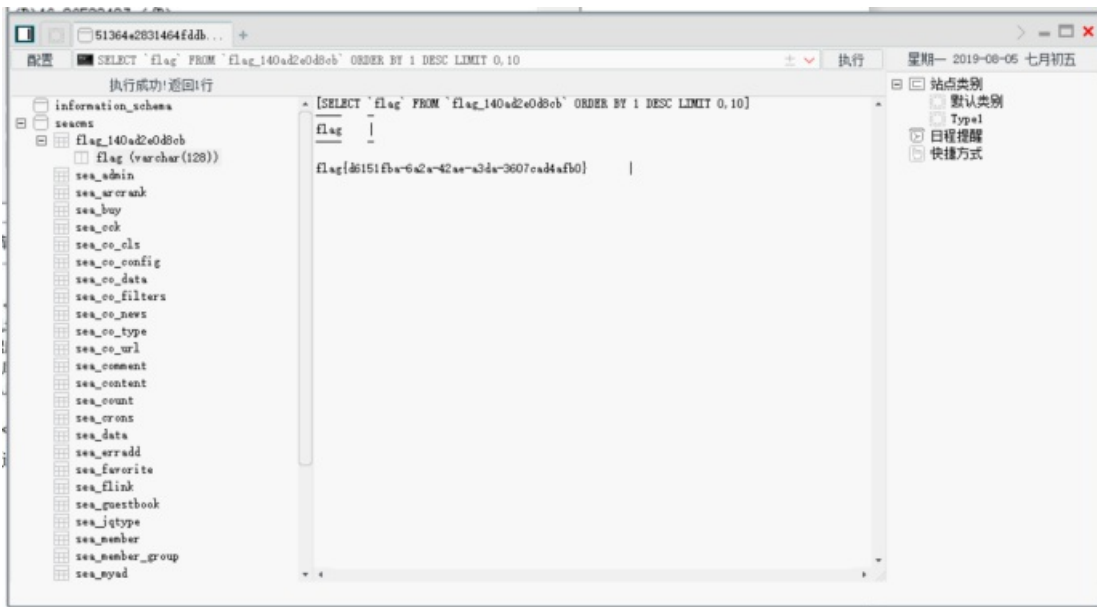 51364e2831464fddb... +
配置 SELECT `flag` FROM `flag_140ad2e0d8cb` ORDER BY 1 DESC LIMIT 0,10 执行 星期一 2019-08-05 七月初五
执行成功!返回1行
information_schema
seacms
flag_140ad2e0d8cb
flag (varchar(128))
sea_admin
sea_arcrank
sea_buy
sea_cck
sea_co_cls
sea_co_config
sea_co_data
sea_co_filters
sea_co_news
sea_co_type
sea_co_url
sea_comment
sea_content
sea_count
sea_crons
sea_data
sea_erradd
sea_favorite
sea_flink
sea_guestbook
sea_jqtype
sea_member
sea_member_group
sea_myad
[SELECT `flag` FROM `flag_140ad2e0d8cb` ORDER BY 1 DESC LIMIT 0,10]
flag |
flag{d6151fba-6a2a-42ae-a3da-3607cad4afb0} |
站点类别
默认类别
Type1
日程提醒
快捷方式